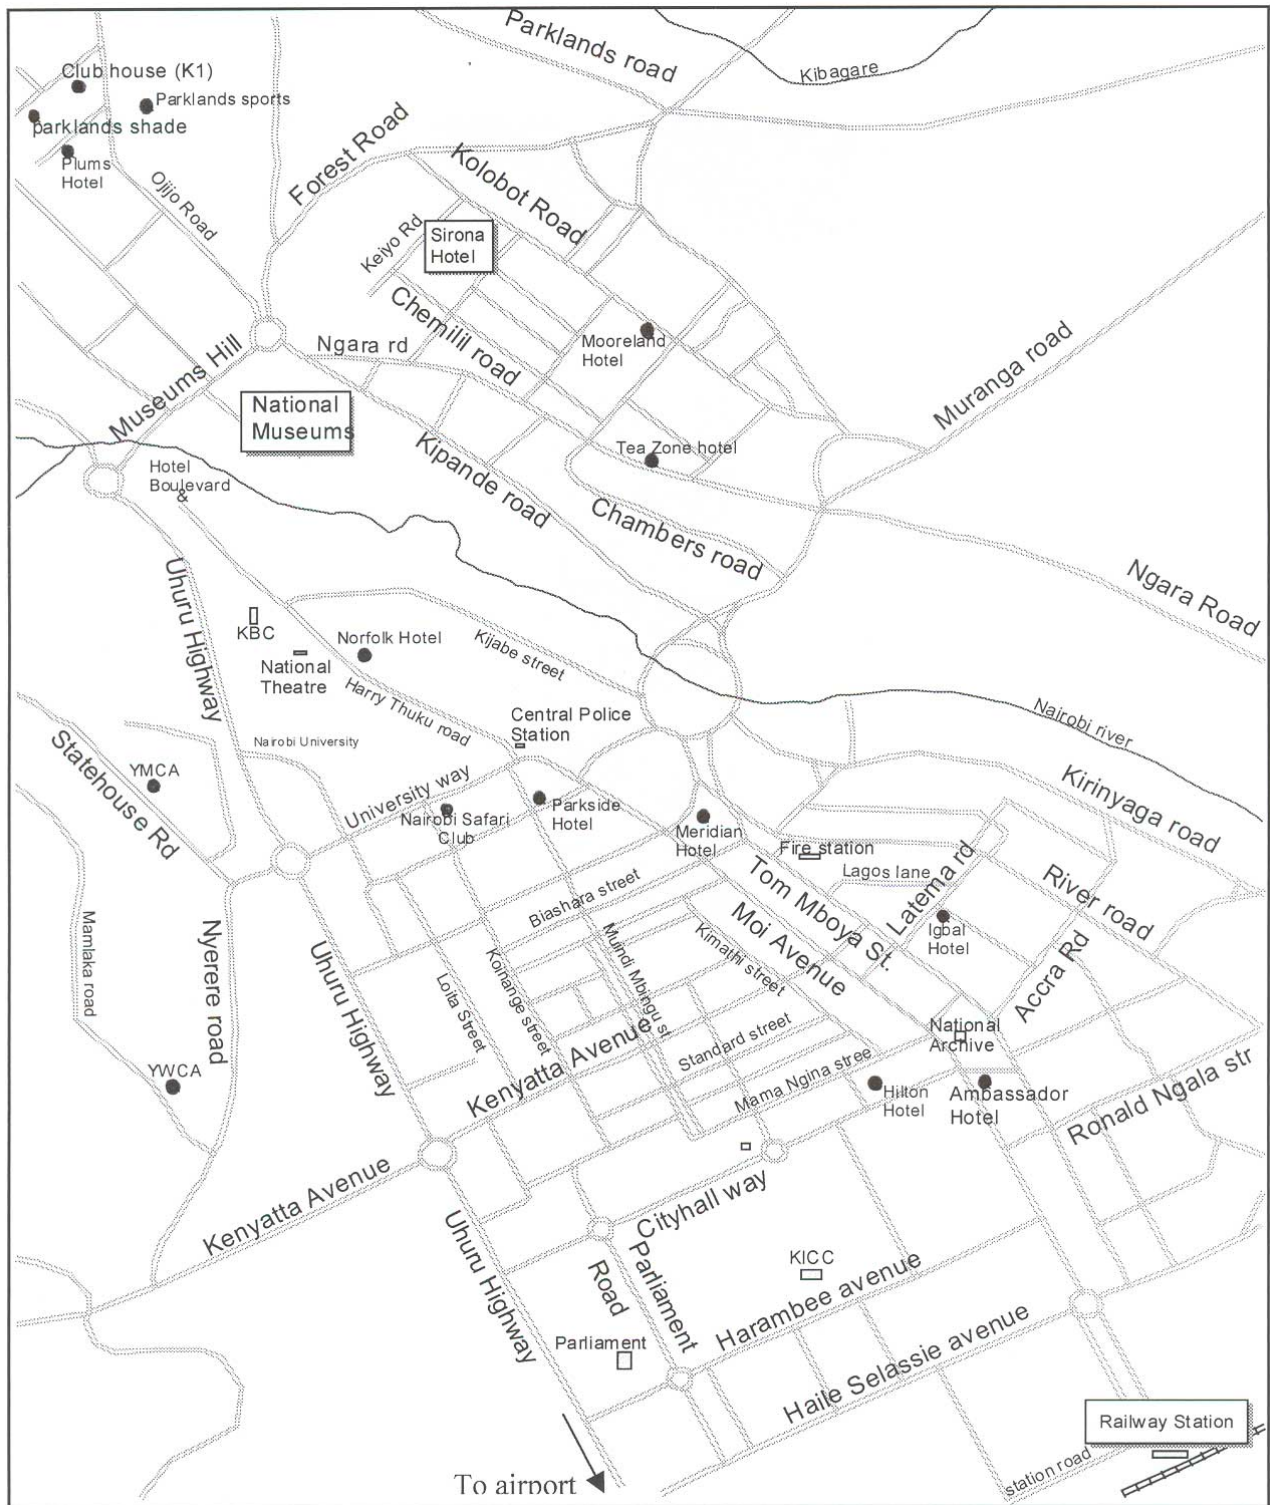 Parklands road
Kibagare
Club house (K1)
Parklands sports
parklands shade
Plums
Hotel
Ojijo Road
Forest Road
Kolobot Road
Keiyo Rd
Sirona
Hotel
Chemilil road
Mooreland
Hotel
Ngara rd
Museums Hill
National
Museums
Muranga road
Tea Zone hotel
Kipande road
Hotel
Boulevard
&
Chambers road
Ngara Road
Uhuru Highway
KBC
National
Theatre
Norfolk Hotel
Kijabe street
Harry Thuku road
Central Police
Station
Nairobi University
Nairobi river
Statehouse Rd
YMCA
University way
Nairobi Safari
Club
Parkside
Hotel
Meridian
Hotel
Kirinyaga road
Fire station
Lagos lane
Latema rd
River road
Tom Mboya St.
Moi Avenue
Igbal
Hotel
Accra Rd
Biashara street
Kimathi street
Muindi Mbingu st
Koinange street
Loita Street
Mamlaka road
Nyerere road
Uhuru Highway
Kenyatta Avenue
Standard street
Mama Ngina stree
National
Archive
YWCA
Hilton
Hotel
Ambassador
Hotel
Ronald Ngala str
Kenyatta Avenue
Cityhall way
Uhuru Highway
Parliament
Road
KICC
Harambee avenue
Parliament
Haile Selassie avenue
Railway Station
station road
To airport